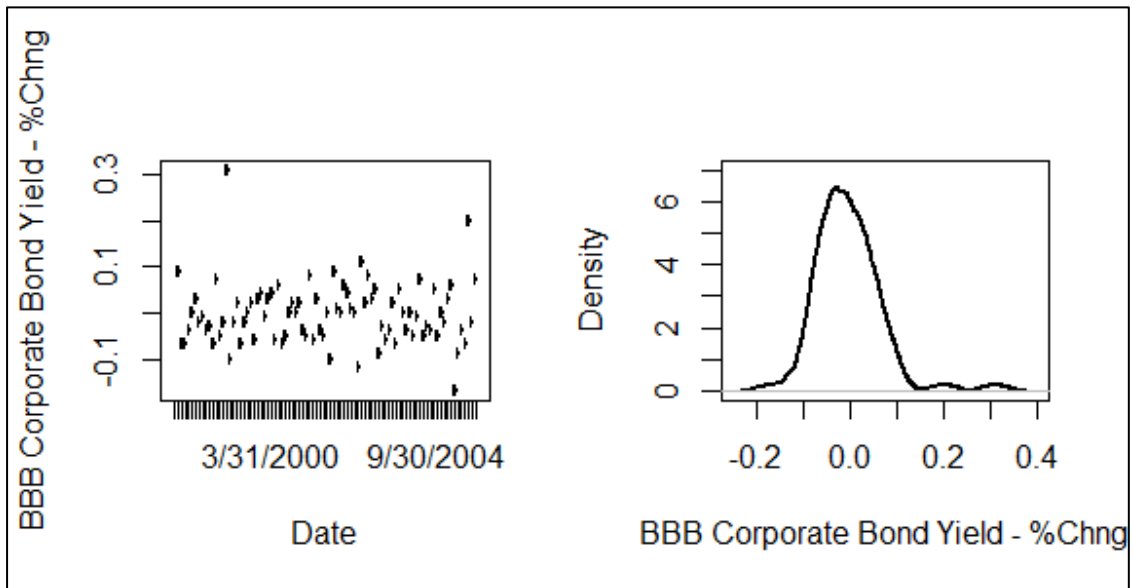 BBB Corporate Bond Yield - %Chng
0.3
0.1
-0.1
3/31/2000 9/30/2004
Date
Density
6
4
2
0
-0.2 0.0 0.2 0.4
BBB Corporate Bond Yield - %Chng